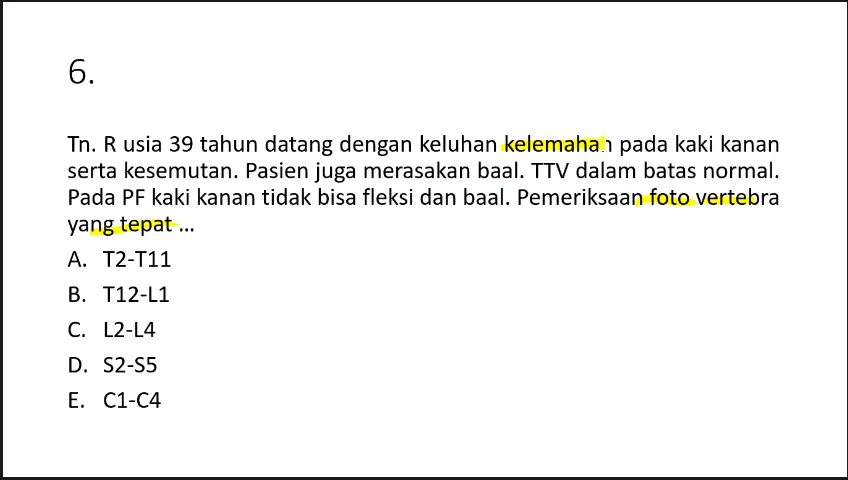 6.
Tn. R usia 39 tahun datang dengan keluhan kelemahan pada kaki kanan
serta kesemutan. Pasien juga merasakan baal. TTV dalam batas normal.
Pada PF kaki kanan tidak bisa fleksi dan baal. Pemeriksaan foto vertebra
yang tepat ...
A. T2-T11
B. T12-L1
C. L2-L4
D. S2-S5
E. C1-C4